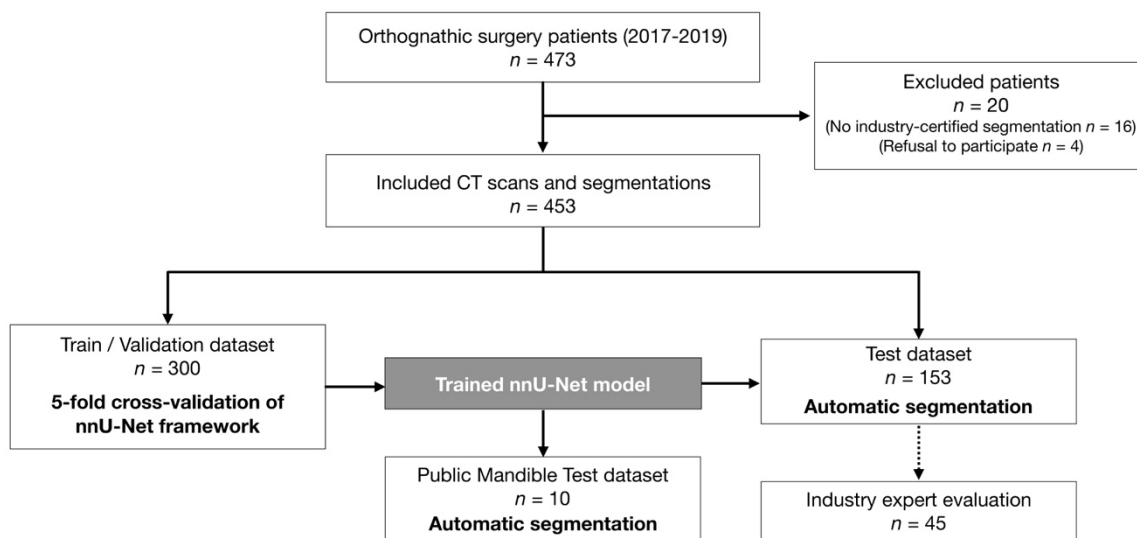 Orthognathic surgery patients (2017-2019)
n = 473
Excluded patients
n = 20
(No industry-certified segmentation n = 16)
(Refusal to participate n = 4)
Included CT scans and segmentations
n = 453
Train / Validation dataset
n = 300
5-fold cross-validation of
nnU-Net framework
Trained nnU-Net model
Test dataset
n = 153
Automatic segmentation
Public Mandible Test dataset
n = 10
Automatic segmentation
Industry expert evaluation
n = 45